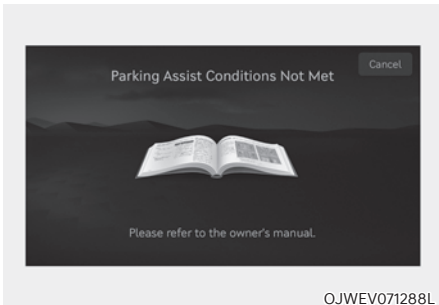 Cancel
Parking Assist Conditions Not Met
Please refer to the owner's manual.
OJWEV071288L